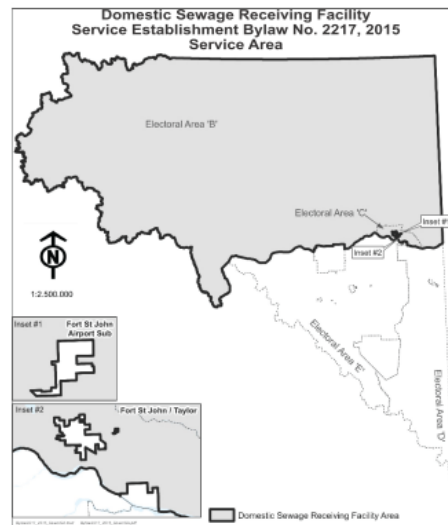 Domestic Sewage Receiving Facility
Service Establishment Bylaw No. 2217, 2015
Service Area
Electoral Area 'B'
Electoral Area 'C'
Inset #1
Inset #2
N
1:2.500.000
Inset #1
Fort St John
Airport Sub
Electoral Area 'E'
Electoral Area 'D'
Inset #2
Fort St John / Taylor
Domestic Sewage Receiving Facility Area